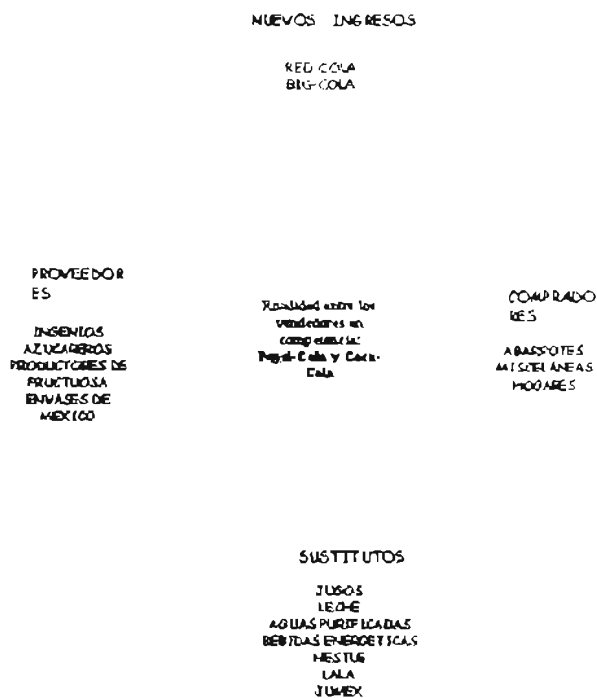 NUEVOS INGRESOS
RED COLA
BIG-COLA
PROVEEDOR
ES
INGENIOS
AZUCAREROS
PRODUCTORES DE
FRUCTUOSA
ENVASES DE
MEXICO
Rivalidad entre los
vendedores en
competencia:
Pepsi-Cola y Coca-
Cola
COMPRADO
RES
ABARROTES
MISCELÁNEAS
HOGARES
SUSTITUTOS
JUGOS
LECHE
AGUAS PURIFICADAS
BEBIDAS ENERGETICAS
NESTLE
LALA
JUMEX